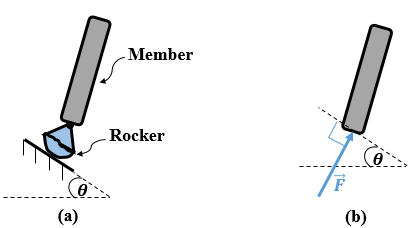 Member
Rocker
θ
(a)
θ
F⃗
(b)